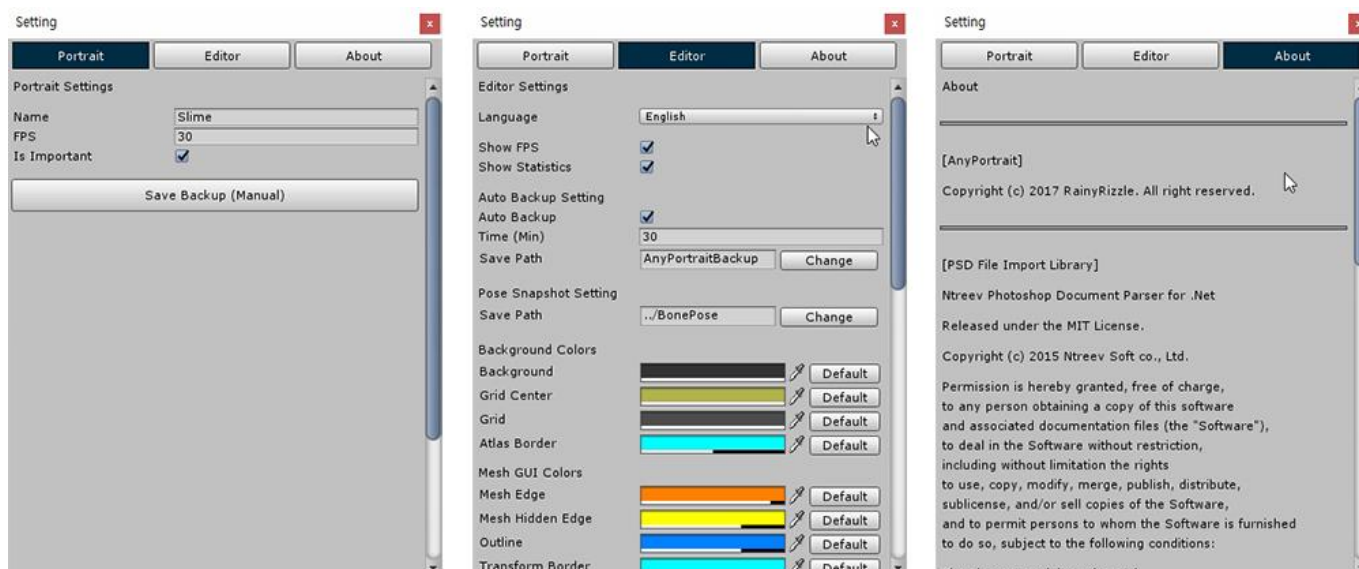 Setting
x
Portrait Editor About
Portrait Settings
Name Slime
FPS 30
Is Important
Save Backup (Manual)
Setting
x
Portrait Editor About
Editor Settings
Language English
Show FPS
Show Statistics
Auto Backup Setting
Auto Backup
Time (Min) 30
Save Path AnyPortraitBackup Change
Pose Snapshot Setting
Save Path ../BonePose Change
Background Colors
Background Default
Grid Center Default
Grid Default
Atlas Border Default
Mesh GUI Colors
Mesh Edge Default
Mesh Hidden Edge Default
Outline Default
Transform Border Default
Setting
x
Portrait Editor About
About
[AnyPortrait]
Copyright (c) 2017 RainyRizzle. All right reserved.
[PSD File Import Library]
Ntreev Photoshop Document Parser for .Net
Released under the MIT License.
Copyright (c) 2015 Ntreev Soft co., Ltd.
Permission is hereby granted, free of charge,
to any person obtaining a copy of this software
and associated documentation files (the "Software"),
to deal in the Software without restriction,
including without limitation the rights
to use, copy, modify, merge, publish, distribute,
sublicense, and/or sell copies of the Software,
and to permit persons to whom the Software is furnished
to do so, subject to the following conditions: